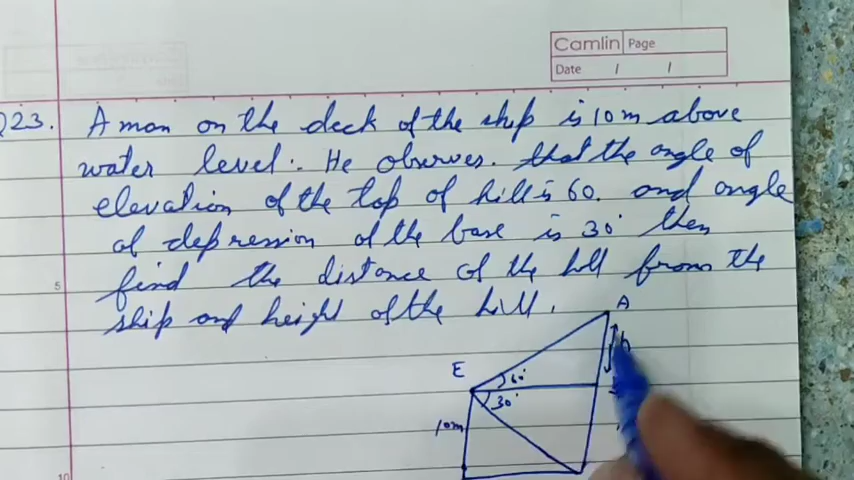 Camlin Page
Date / /
Q23. A man on the deck of the ship is 10m above
water level. He observes. that the angle of
elevation of the top of hill is 60. and angle
of depression of the base is 30° then
find the distance of the hill from the
ship and height of the hill.
A
h
E
60°
30°
10m
5
10